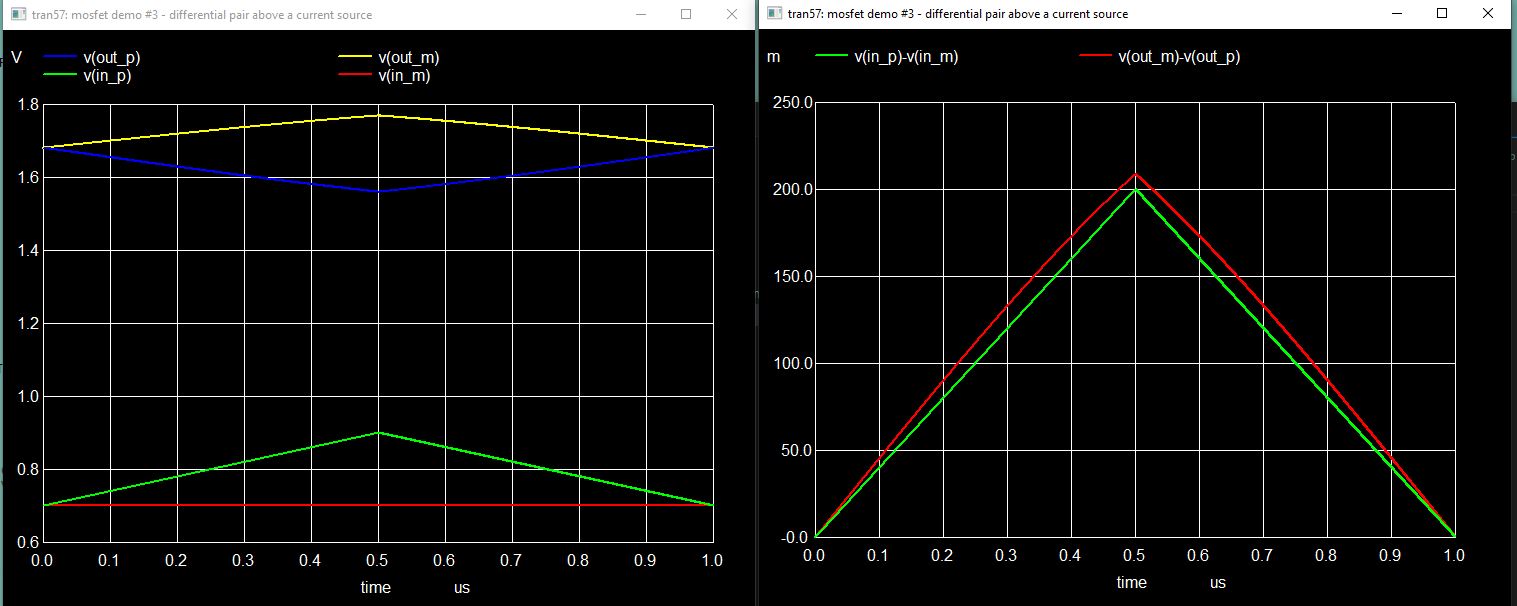 tran57: mosfet demo #3 - differential pair above a current source
V v(out_p) v(out_m)
v(in_p) v(in_m)
1.8
1.6
1.4
1.2
1.0
0.8
0.6
0.0 0.1 0.2 0.3 0.4 0.5 0.6 0.7 0.8 0.9 1.0
time us
tran57: mosfet demo #3 - differential pair above a current source
m v(in_p)-v(in_m) v(out_m)-v(out_p)
250.0
200.0
150.0
100.0
50.0
-0.0
0.0 0.1 0.2 0.3 0.4 0.5 0.6 0.7 0.8 0.9 1.0
time us